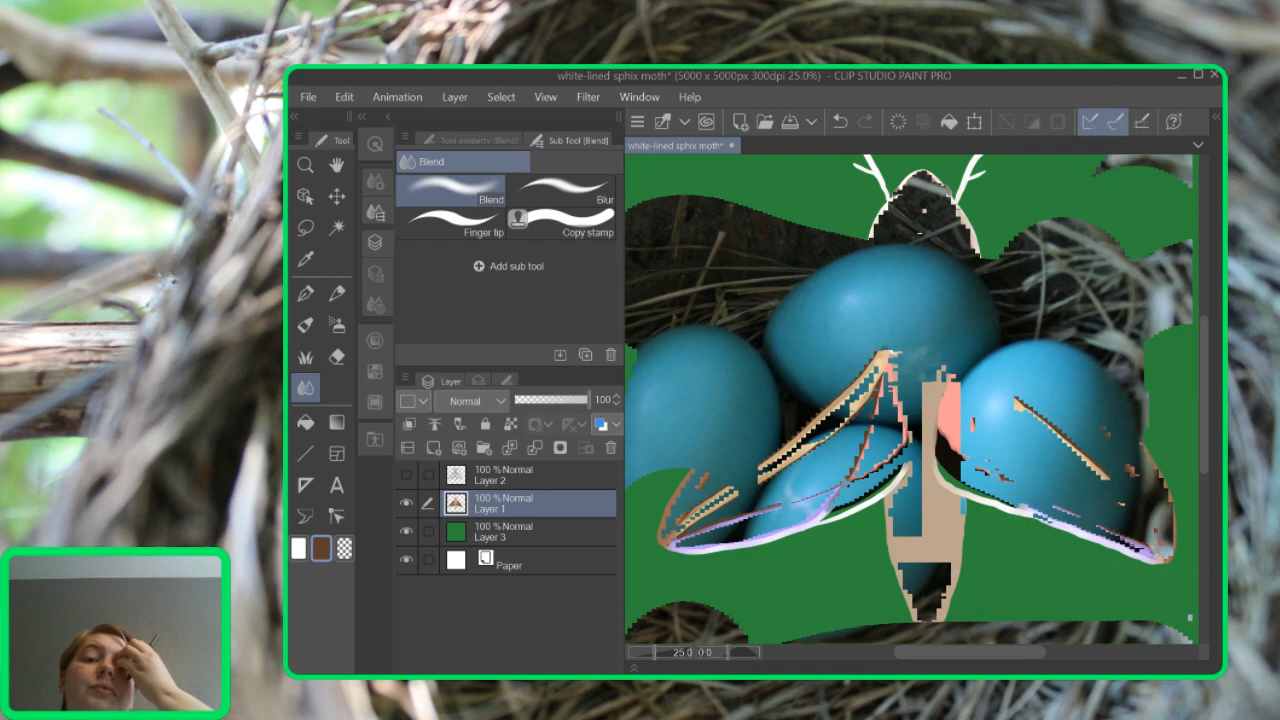 white-lined sphix moth* (5000 x 5000px 300dpi 25.0%) - CLIP STUDIO PAINT PRO
File Edit Animation Layer Select View Filter Window Help
Tool
Tool property [Blend]
Sub Tool [Blend]
white-lined sphix moth*
Blend
Blend
Blur
Finger tip
Copy stamp
Add sub tool
Layer
Normal
100
100 % Normal
Layer 2
100 % Normal
Layer 1
100 % Normal
Layer 3
Paper
25.0